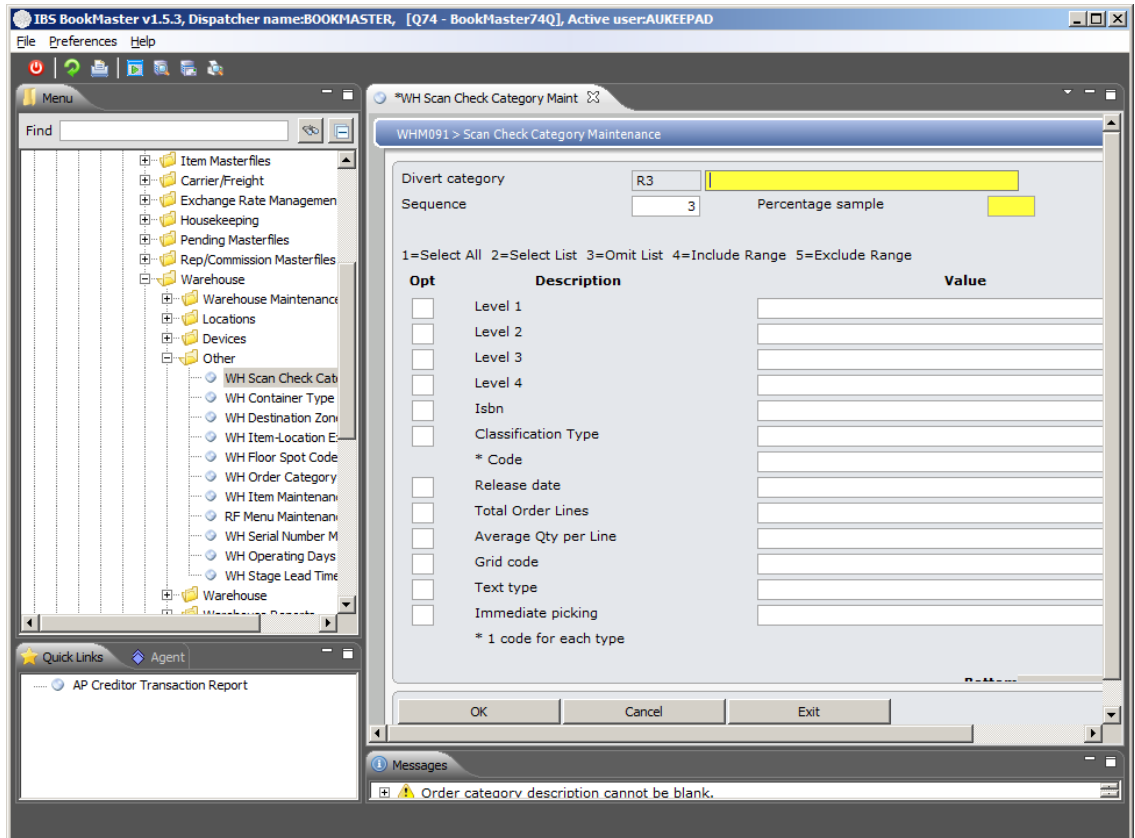 IBS BookMaster v1.5.3, Dispatcher name:BOOKMASTER, [Q74 - BookMaster74Q], Active user:AUKEEPAD
File Preferences Help
Menu
Find
Item Masterfiles
Carrier/Freight
Exchange Rate Managemen
Housekeeping
Pending Masterfiles
Rep/Commission Masterfiles
Warehouse
Warehouse Maintenance
Locations
Devices
Other
WH Scan Check Cat
WH Container Type
WH Destination Zon
WH Item-Location E
WH Floor Spot Code
WH Order Category
WH Item Maintenan
RF Menu Maintenan
WH Serial Number M
WH Operating Days
WH Stage Lead Time
Warehouse
Warehouse Reports
Quick Links Agent
AP Creditor Transaction Report
*WH Scan Check Category Maint
WHM091 > Scan Check Category Maintenance
Divert category R3
Sequence 3 Percentage sample
1=Select All 2=Select List 3=Omit List 4=Include Range 5=Exclude Range
Opt Description Value
Level 1
Level 2
Level 3
Level 4
Isbn
Classification Type
* Code
Release date
Total Order Lines
Average Qty per Line
Grid code
Text type
Immediate picking
* 1 code for each type
Bottom
OK Cancel Exit
Messages
Order category description cannot be blank.